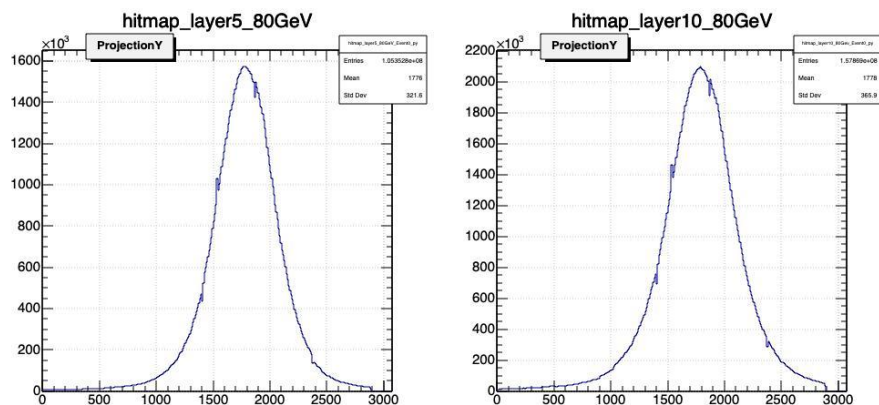 hitmap_layer5_80GeV
ProjectionY
hitmap_layer5_80GeV_Event0_py
Entries 1.053528e+08
Mean 1776
Std Dev 321.6
×10³
1600
1400
1200
1000
800
600
400
200
0
0 500 1000 1500 2000 2500 3000
hitmap_layer10_80GeV
ProjectionY
hitmap_layer10_80GeV_Event0_py
Entries 1.57869e+08
Mean 1778
Std Dev 365.9
×10³
2200
2000
1800
1600
1400
1200
1000
800
600
400
200
0
0 500 1000 1500 2000 2500 3000